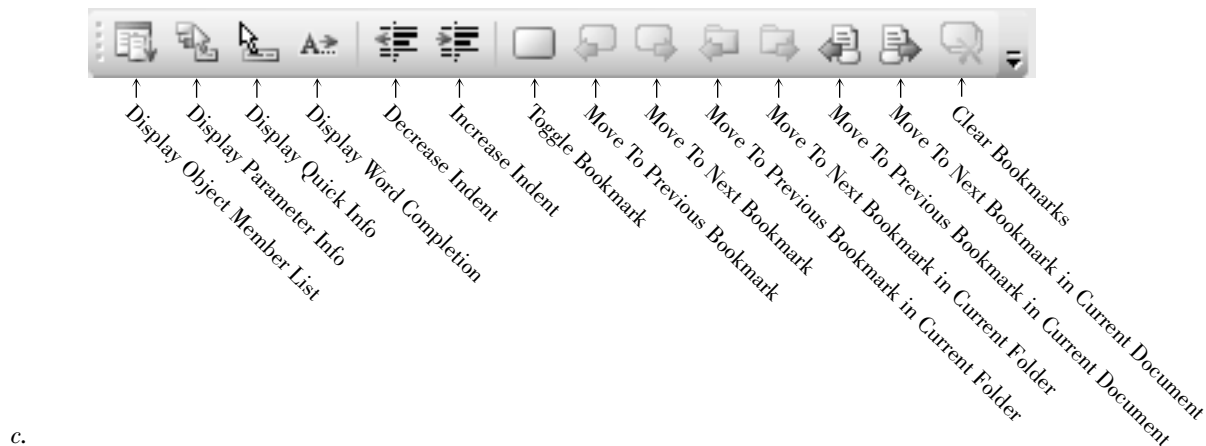 A
Display Object Member List
Display Parameter Info
Display Quick Info
Display Word Completion
Decrease Indent
Increase Indent
Toggle Bookmark
Move To Previous Bookmark
Move To Next Bookmark
Move To Previous Bookmark in Current Folder
Move To Next Bookmark in Current Folder
Move To Previous Bookmark in Current Document
Move To Next Bookmark in Current Document
Clear Bookmarks
c.